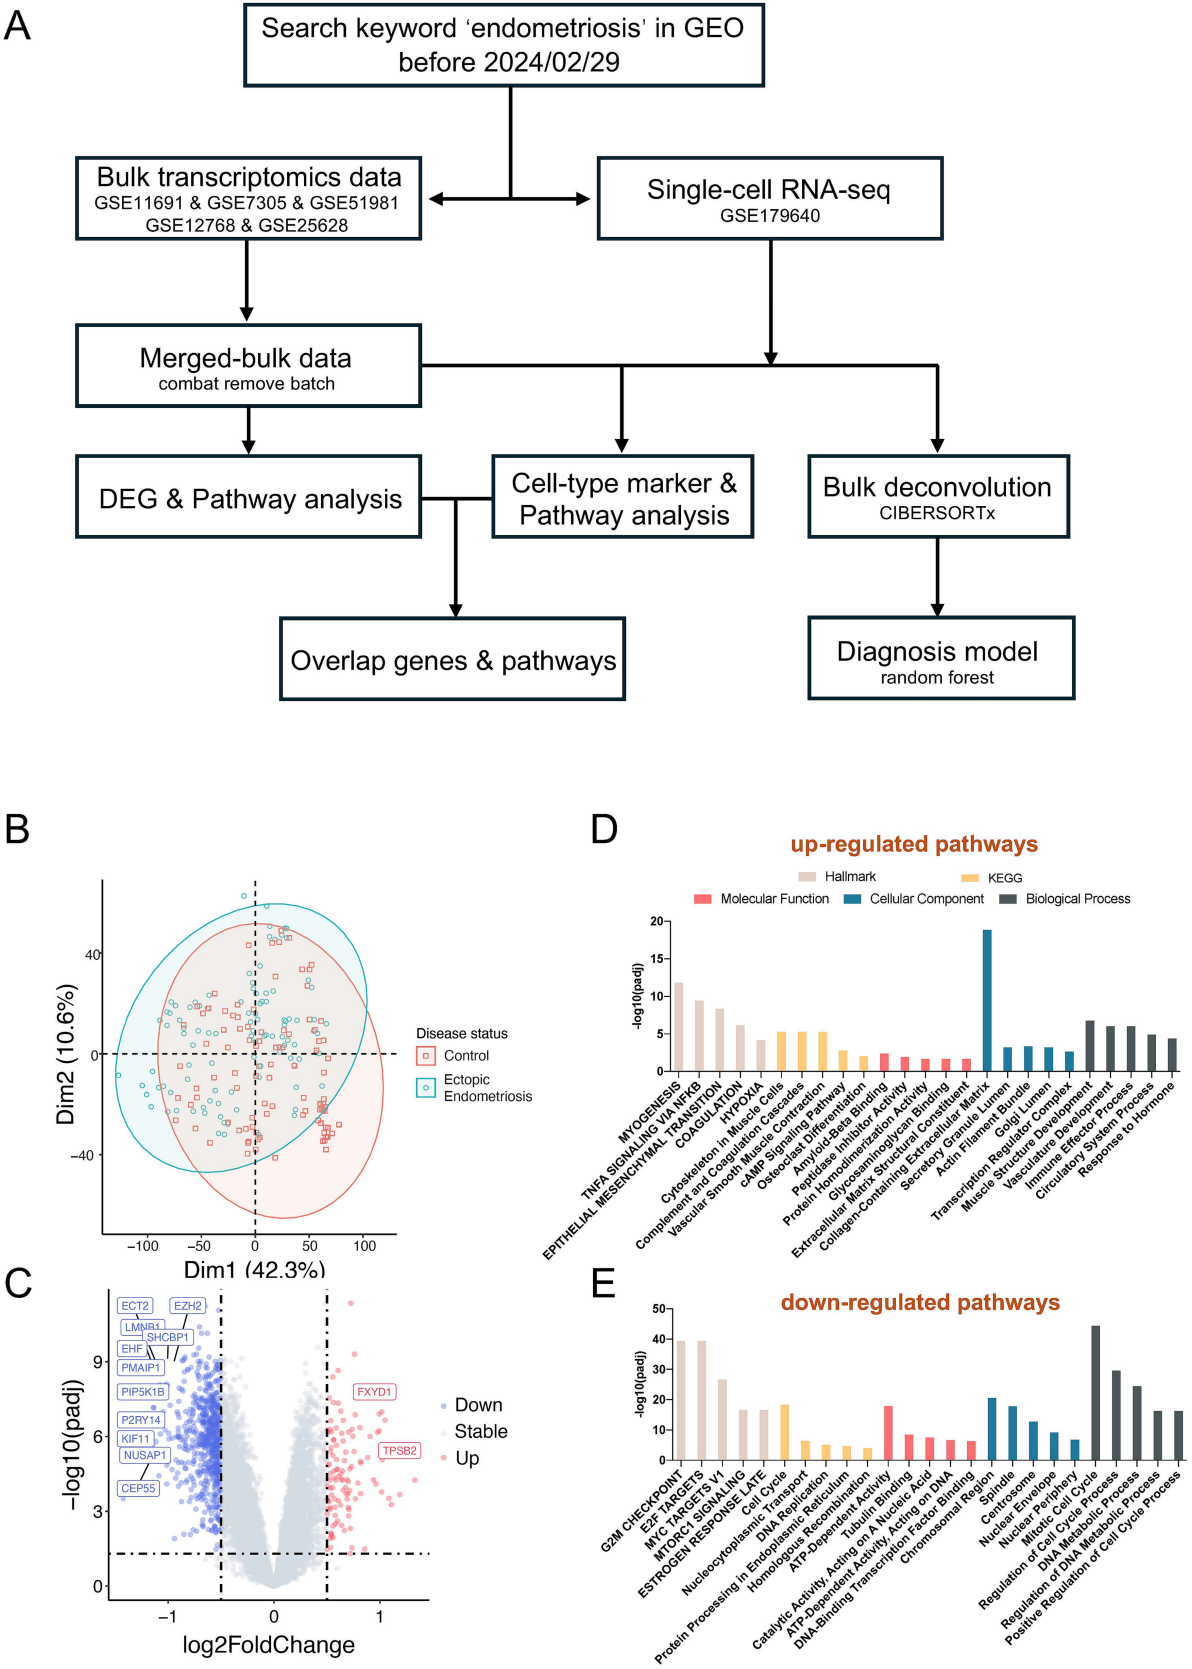 A
Search keyword ‘endometriosis’ in GEO
before 2024/02/29
Bulk transcriptomics data
GSE11691 & GSE7305 & GSE51981
GSE12768 & GSE25628
Single-cell RNA-seq
GSE179640
Merged-bulk data
combat remove batch
DEG & Pathway analysis
Cell-type marker &
Pathway analysis
Bulk deconvolution
CIBERSORTx
Overlap genes & pathways
Diagnosis model
random forest
B
Dim2 (10.6%)
40
0
−40
−100
−50
0
50
100
Dim1 (42.3%)
Disease status
Control
Ectopic
Endometriosis
C
−log10(padj)
9
6
3
0
−1
0
1
log2FoldChange
ECT2
EZH2
LMNB1
SHCBP1
EHF
PMAIP1
PIP5K1B
P2RY14
KIF11
NUSAP1
CEP55
FXYD1
TPSB2
Down
Stable
Up
D
up-regulated pathways
Hallmark
KEGG
Molecular Function
Cellular Component
Biological Process
-log10(padj)
20
15
10
5
0
MYOGENESIS
TNFA SIGNALING VIA NFKB
EPITHELIAL MESENCHYMAL TRANSITION
COAGULATION
HYPOXIA
Cytoskeleton in Muscle Cells
Complement and Coagulation Cascades
Vascular Smooth Muscle Contraction
cAMP Signaling Pathway
Osteoclast Differentiation
Amyloid-Beta Binding
Peptidase Inhibitor Activity
Protein Homodimerization Activity
Glycosaminoglycan Binding
Extracellular Matrix Structural Constituent
Collagen-Containing Extracellular Matrix
Secretory Granule Lumen
Actin Filament Bundle
Golgi Lumen
Transcription Regulator Complex
Muscle Structure Development
Vasculature Development
Immune Effector Process
Circulatory System Process
Response to Hormone
E
down-regulated pathways
-log10(padj)
50
40
30
20
10
0
G2M CHECKPOINT
E2F TARGETS
MYC TARGETS V1
MTORC1 SIGNALING
ESTROGEN RESPONSE LATE
Cell Cycle
Nucleocytoplasmic Transport
DNA Replication
Protein Processing in Endoplasmic Reticulum
Homologous Recombination
ATP-Dependent Activity
Tubulin Binding
Catalytic Activity, Acting on A Nucleic Acid
ATP-Dependent Activity, Acting on DNA
DNA-Binding Transcription Factor Binding
Chromosomal Region
Spindle
Centrosome
Nuclear Envelope
Nuclear Periphery
Mitotic Cell Cycle
Regulation of Cell Cycle Process
DNA Metabolic Process
Regulation of DNA Metabolic Process
Positive Regulation of Cell Cycle Process